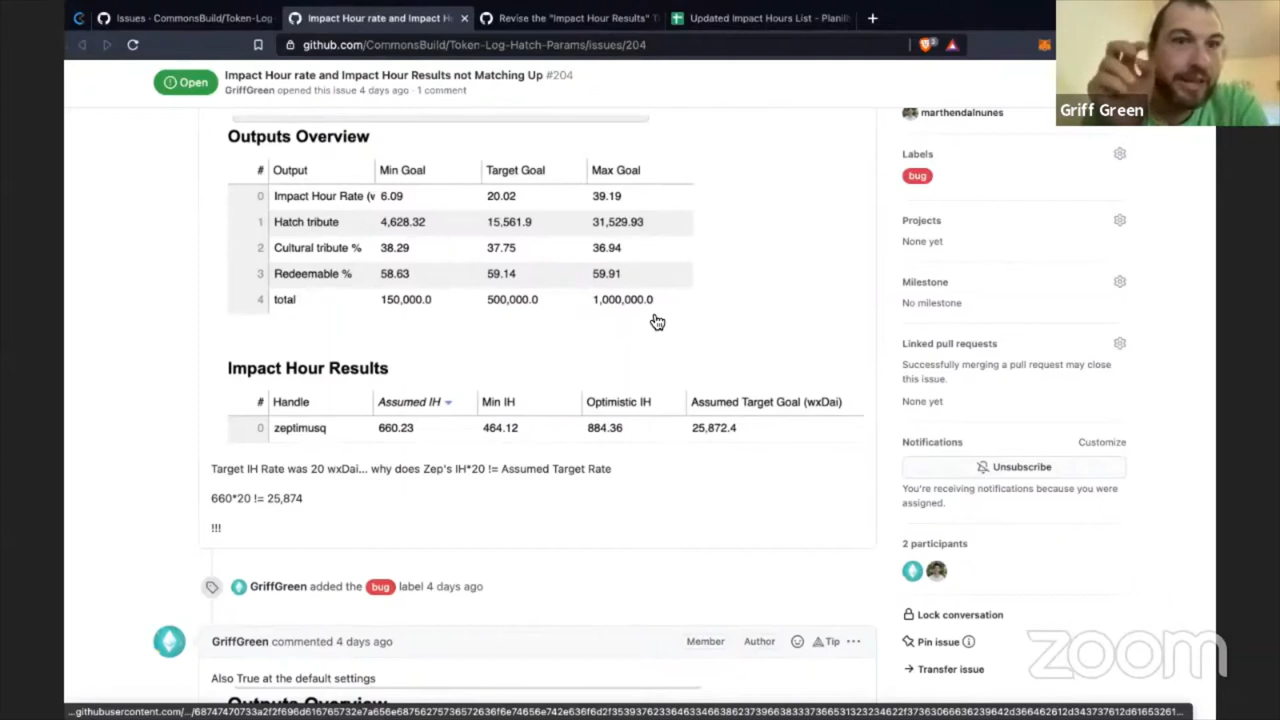 Issues · CommonsBuild/Token-Log
Impact Hour rate and Impact H
Revise the "Impact Hour Results" T
Updated Impact Hours List - Planil
github.com/CommonsBuild/Token-Log-Hatch-Params/issues/204
Griff Green
Open
Impact Hour rate and Impact Hour Results not Matching Up #204
GriffGreen opened this issue 4 days ago · 1 comment
Outputs Overview
# Output Min Goal Target Goal Max Goal
0 Impact Hour Rate (v 6.09 20.02 39.19
1 Hatch tribute 4,628.32 15,561.9 31,529.93
2 Cultural tribute % 38.29 37.75 36.94
3 Redeemable % 58.63 59.14 59.91
4 total 150,000.0 500,000.0 1,000,000.0
Impact Hour Results
# Handle Assumed IH Min IH Optimistic IH Assumed Target Goal (wxDai)
0 zeptimusq 660.23 464.12 884.36 25,872.4
Target IH Rate was 20 wxDai... why does Zep's IH*20 != Assumed Target Rate
660*20 != 25,874
!!!
GriffGreen added the bug label 4 days ago
GriffGreen commented 4 days ago
Member Author Tip
Also True at the default settings
Outputs Overview
marthendalnunes
Labels
bug
Projects
None yet
Milestone
No milestone
Linked pull requests
Successfully merging a pull request may close
this issue.
None yet
Notifications Customize
Unsubscribe
You're receiving notifications because you were
assigned.
2 participants
Lock conversation
Pin issue
Transfer issue
zoom